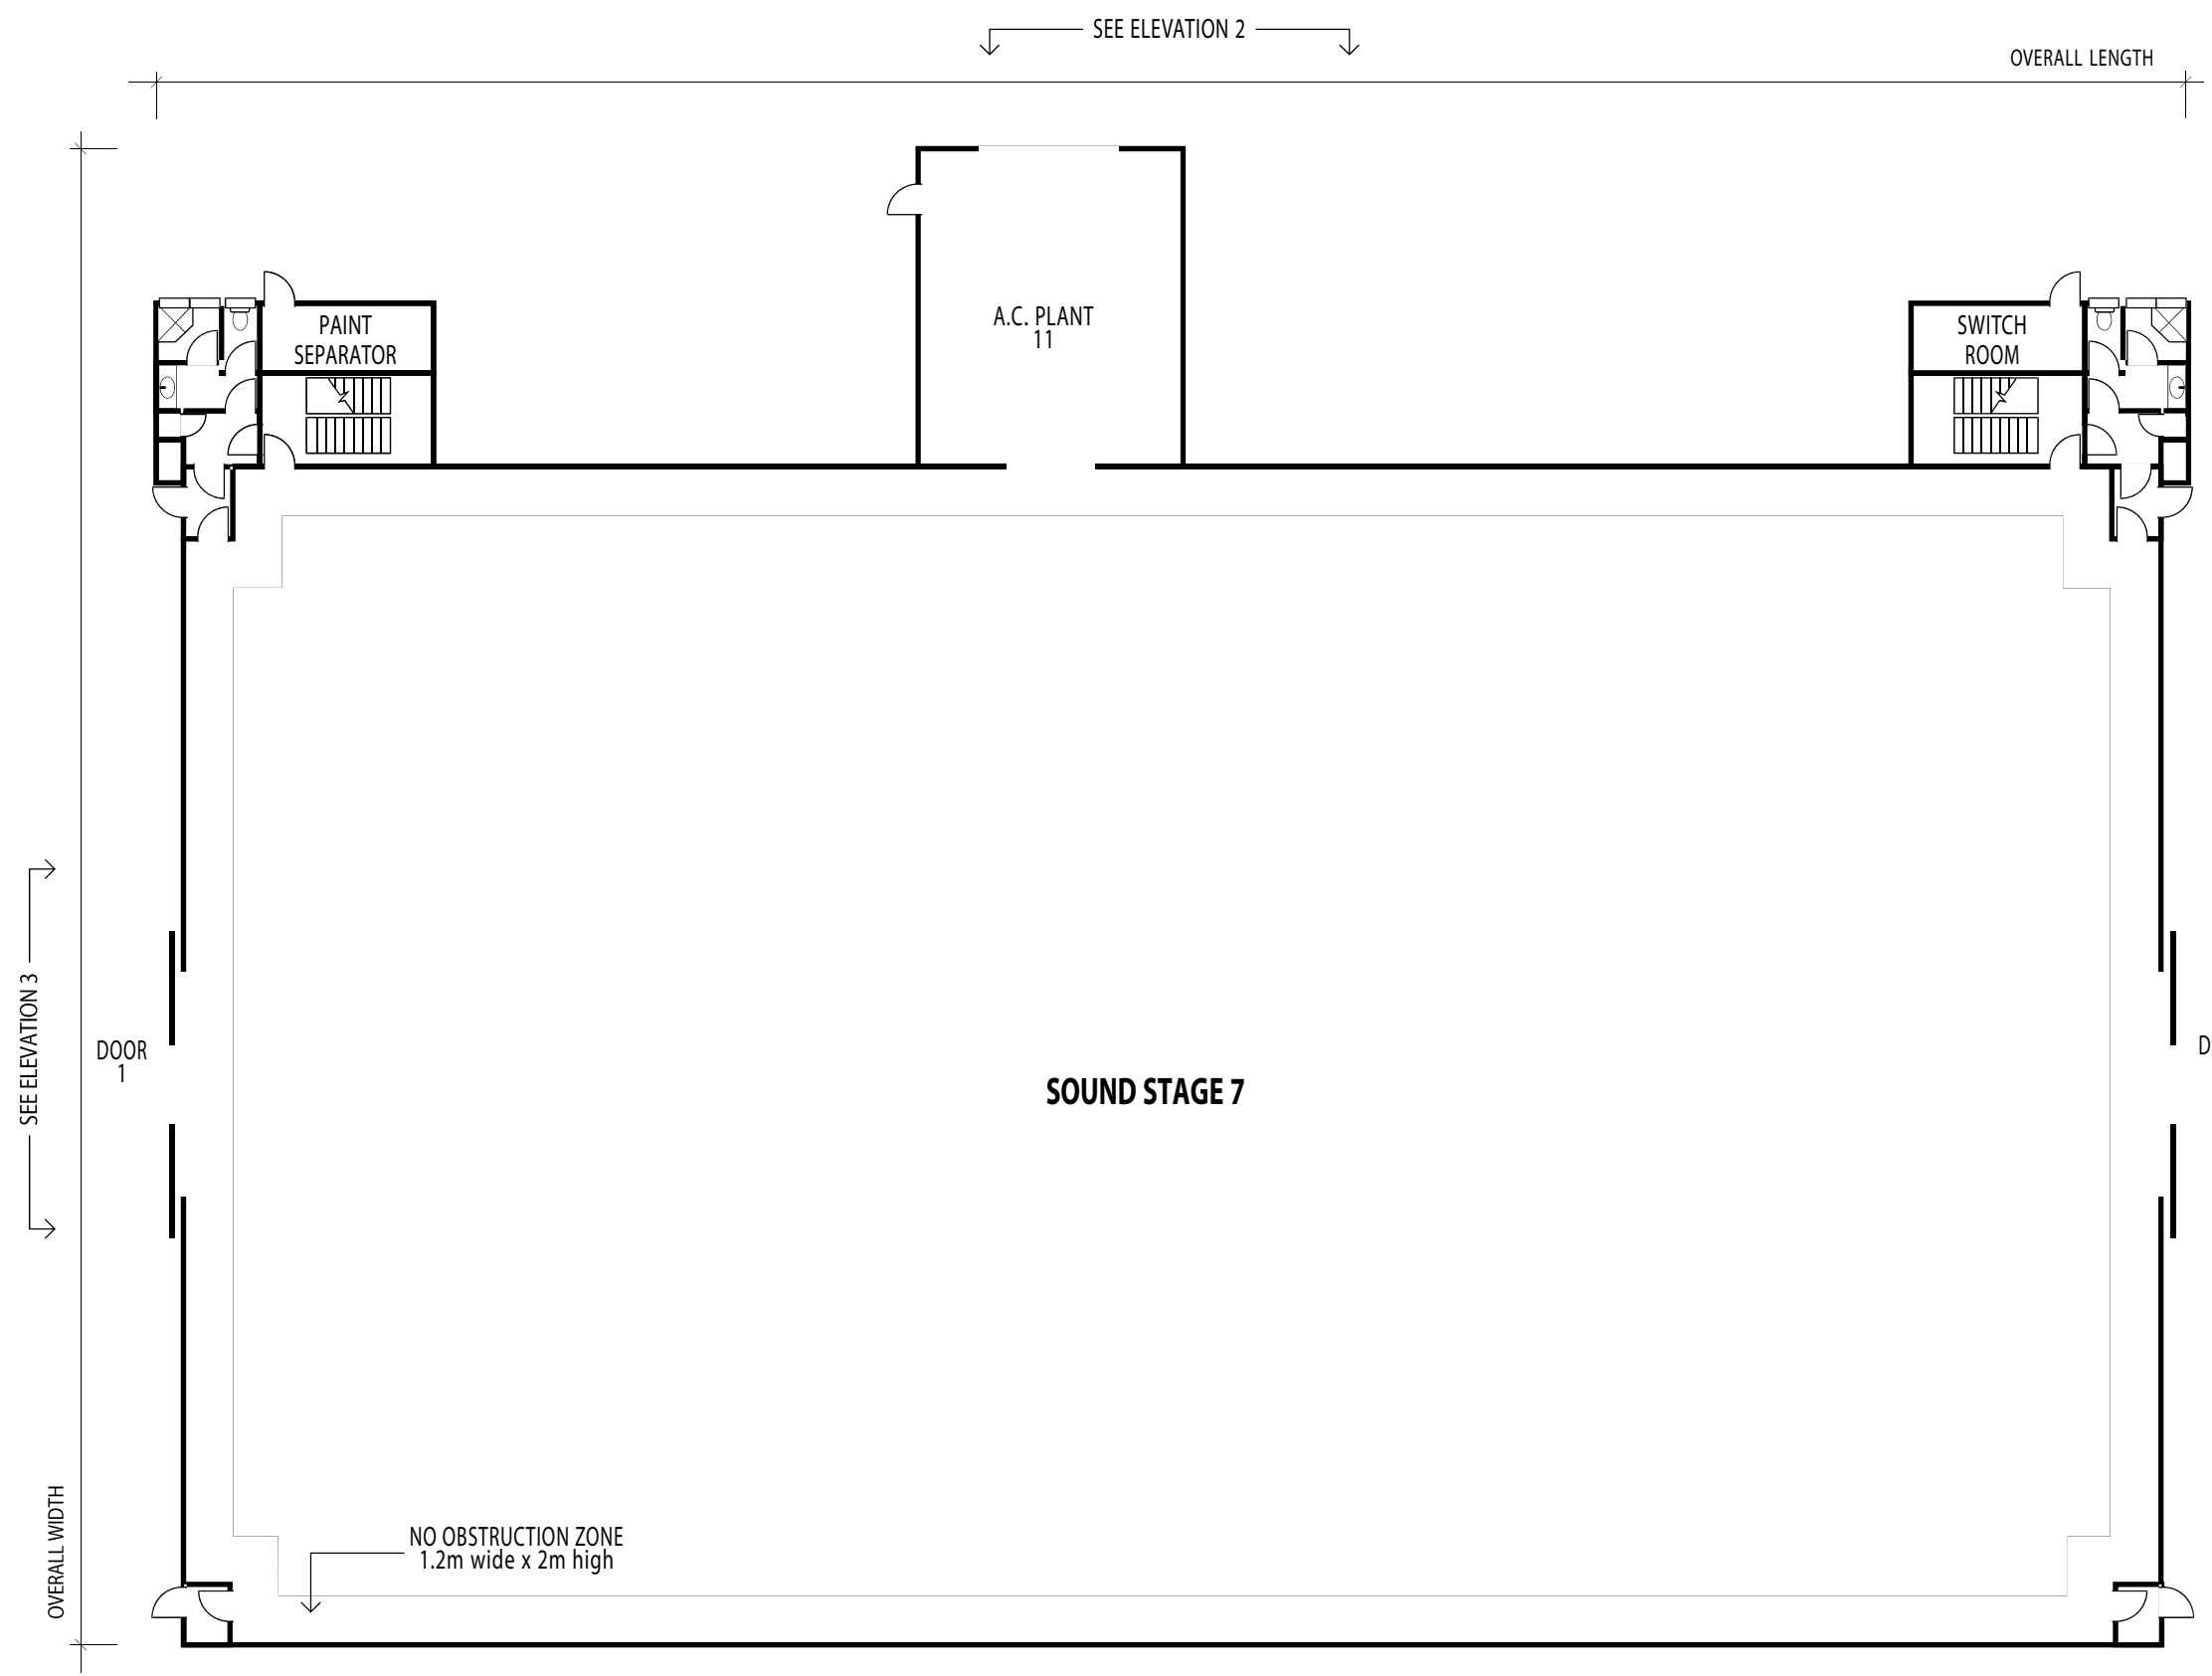 SEE ELEVATION 2
OVERALL LENGTH
PAINT
SEPARATOR
A.C. PLANT
11
SWITCH
ROOM
SEE ELEVATION 3
DOOR
1
D
SOUND STAGE 7
OVERALL WIDTH
NO OBSTRUCTION ZONE
1.2m wide x 2m high